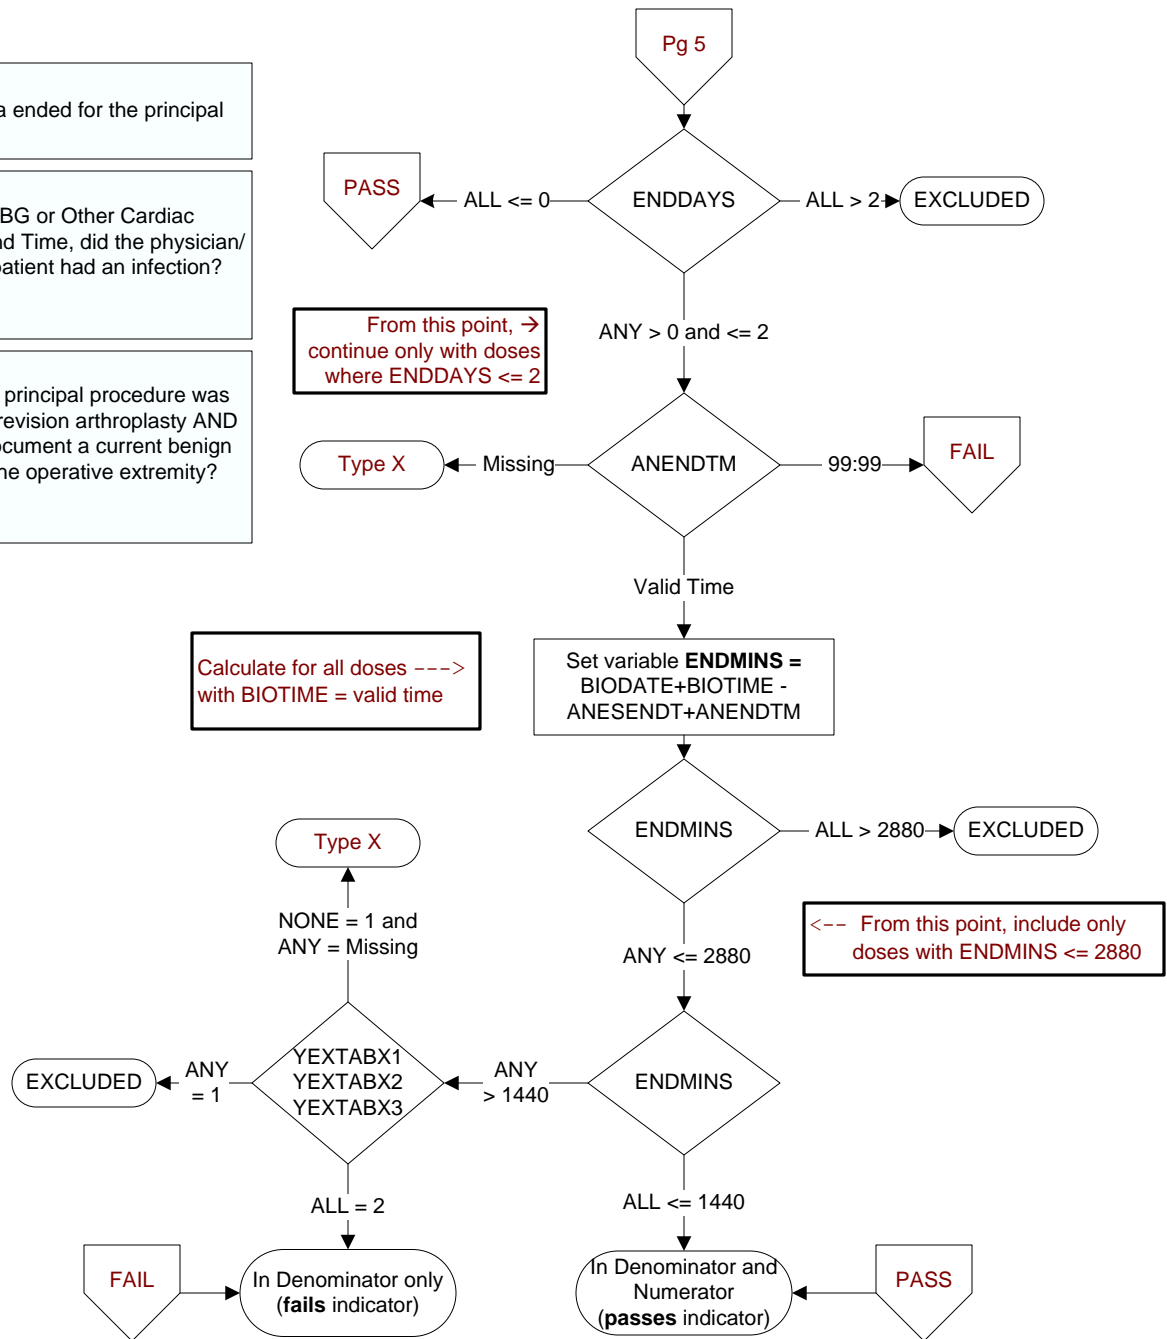 Pg 5
a ended for the principal
PASS
ALL <= 0
ENDDAYS
ALL > 2
EXCLUDED
BG or Other Cardiac
nd Time, did the physician/
patient had an infection?
From this point, →
continue only with doses
where ENDDAYS <= 2
ANY > 0 and <= 2
principal procedure was
revision arthroplasty AND
ocument a current benign
ne operative extremity?
Type X
Missing
ANENDTM
99:99
FAIL
Valid Time
Calculate for all doses --->
with BIOTIME = valid time
Set variable ENDMINS =
BIODATE+BIOTIME -
ANESENDT+ANENDTM
ENDMINS
ALL > 2880
EXCLUDED
Type X
NONE = 1 and
ANY = Missing
ANY <= 2880
<-- From this point, include only
doses with ENDMINS <= 2880
EXCLUDED
ANY
= 1
YEXTABX1
YEXTABX2
YEXTABX3
ANY
> 1440
ENDMINS
ALL = 2
ALL <= 1440
FAIL
In Denominator only
(fails indicator)
In Denominator and
Numerator
(passes indicator)
PASS